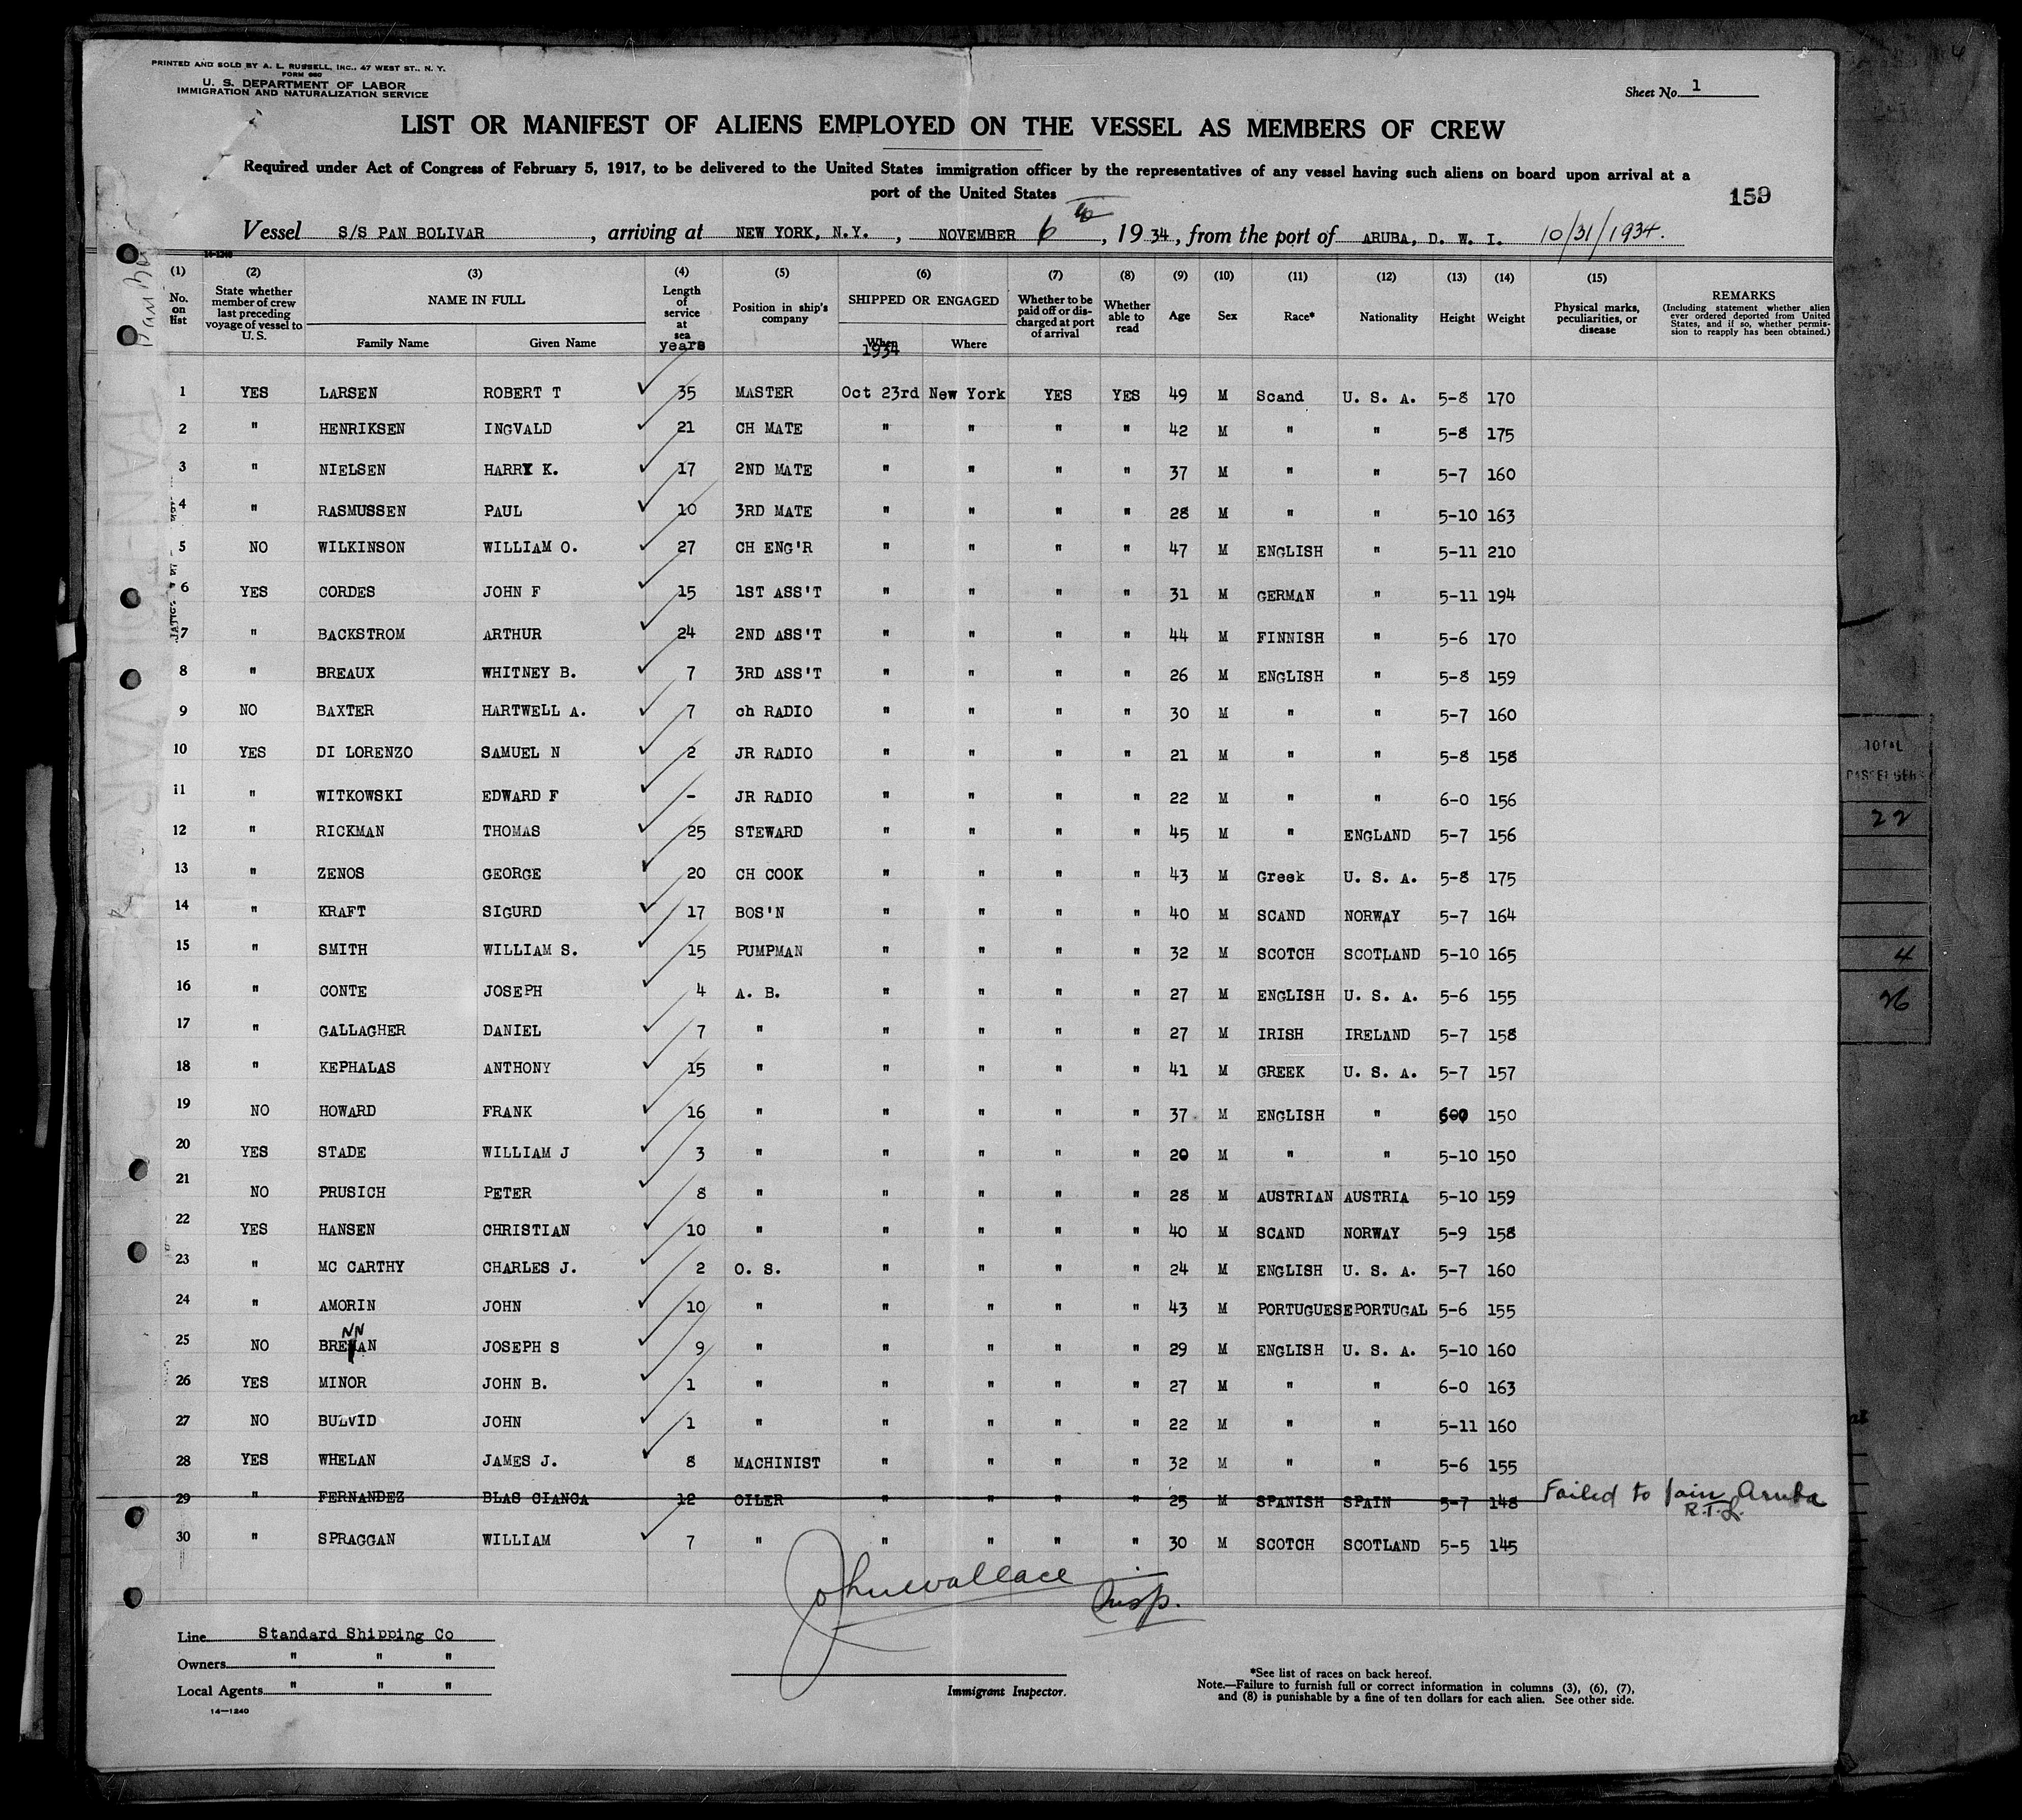 PRINTED AND SOLD BY A. L. RUSSELL, INC., 47 WEST ST., N. Y.
FORM 680
U. S. DEPARTMENT OF LABOR
IMMIGRATION AND NATURALIZATION SERVICE
Sheet No. 1
LIST OR MANIFEST OF ALIENS EMPLOYED ON THE VESSEL AS MEMBERS OF CREW
Required under Act of Congress of February 5, 1917, to be delivered to the United States immigration officer by the representatives of any vessel having such aliens on board upon arrival at a
port of the United States
159
Vessel S/S PAN BOLIVAR, arriving at NEW YORK, N.Y., NOVEMBER 6th, 1934, from the port of ARUBA, D. W. I. 10/31/1934.
14-1240
(1) No. on list (2) State whether member of crew last preceding voyage of vessel to U. S. (3) NAME IN FULL Family Name Given Name (4) Length of service at sea years (5) Position in ship's company (6) SHIPPED OR ENGAGED When 1934 Where (7) Whether to be paid off or discharged at port of arrival (8) Whether able to read (9) Age (10) Sex (11) Race* (12) Nationality (13) Height (14) Weight (15) Physical marks, peculiarities, or disease REMARKS (Including statement whether alien ever ordered deported from United States, and if so, whether permission to reapply has been obtained.)
1 YES LARSEN ROBERT T ✓ 35 MASTER Oct 23rd New York YES YES 49 M Scand U. S. A. 5-8 170
2 " HENRIKSEN INGVALD ✓ 21 CH MATE " " " " 42 M " " 5-8 175
3 " NIELSEN HARRY K. ✓ 17 2ND MATE " " " " 37 M " " 5-7 160
4 " RASMUSSEN PAUL ✓ 10 3RD MATE " " " " 28 M " " 5-10 163
5 NO WILKINSON WILLIAM O. ✓ 27 CH ENG'R " " " " 47 M ENGLISH " 5-11 210
6 YES CORDES JOHN F ✓ 15 1ST ASS'T " " " " 31 M GERMAN " 5-11 194
7 " BACKSTROM ARTHUR ✓ 24 2ND ASS'T " " " " 44 M FINNISH " 5-6 170
8 " BREAUX WHITNEY B. ✓ 7 3RD ASS'T " " " " 26 M ENGLISH " 5-8 159
9 NO BAXTER HARTWELL A. ✓ 7 ch RADIO " " " " 30 M " " 5-7 160
10 YES DI LORENZO SAMUEL N ✓ 2 JR RADIO " " " " 21 M " " 5-8 158
11 " WITKOWSKI EDWARD F ✓ - JR RADIO " " " " 22 M " " 6-0 156
12 " RICKMAN THOMAS ✓ 25 STEWARD " " " " 45 M " ENGLAND 5-7 156
13 " ZENOS GEORGE ✓ 20 CH COOK " " " " 43 M Greek U. S. A. 5-8 175
14 " KRAFT SIGURD ✓ 17 BOS'N " " " " 40 M SCAND NORWAY 5-7 164
15 " SMITH WILLIAM S. ✓ 15 PUMPMAN " " " " 32 M SCOTCH SCOTLAND 5-10 165
16 " CONTE JOSEPH ✓ 4 A. B. " " " " 27 M ENGLISH U. S. A. 5-6 155
17 " GALLAGHER DANIEL ✓ 7 " " " " " 27 M IRISH IRELAND 5-7 158
18 " KEPHALAS ANTHONY ✓ 15 " " " " " 41 M GREEK U. S. A. 5-7 157
19 NO HOWARD FRANK ✓ 16 " " " " " 37 M ENGLISH " 150
20 YES STADE WILLIAM J ✓ 3 " " " " " 20 M " " 5-10 150
21 NO PRUSICH PETER ✓ 8 " " " " " 28 M AUSTRIAN AUSTRIA 5-10 159
22 YES HANSEN CHRISTIAN ✓ 10 " " " " " 40 M SCAND NORWAY 5-9 158
23 " MC CARTHY CHARLES J. ✓ 2 O. S. " " " " 24 M ENGLISH U. S. A. 5-7 160
24 " AMORIN JOHN ✓ 10 " " " " " 43 M PORTUGUESE PORTUGAL 5-6 155
25 NO BRENNAN JOSEPH S ✓ 9 " " " " " 29 M ENGLISH U. S. A. 5-10 160
26 YES MINOR JOHN B. ✓ 1 " " " " " 27 M " " 6-0 163
27 NO BULVID JOHN ✓ 1 " " " " " 22 M " " 5-11 160
28 YES WHELAN JAMES J. ✓ 8 MACHINIST " " " " 32 M " " 5-6 155
29 " FERNANDEZ BLAS CIANCA 12 OILER " " " " 25 M SPANISH SPAIN 5-7 148 Failed to Join Aruba R.T.L.
30 " SPRAGGAN WILLIAM ✓ 7 " " " " " 30 M SCOTCH SCOTLAND 5-5 145
John Wallace Insp.
Line Standard Shipping Co
Owners " " "
Local Agents " " "
14—1240
Immigrant Inspector.
*See list of races on back hereof.
Note.—Failure to furnish full or correct information in columns (3), (6), (7),
and (8) is punishable by a fine of ten dollars for each alien. See other side.
TOTAL
PASSENGERS
22
4
26